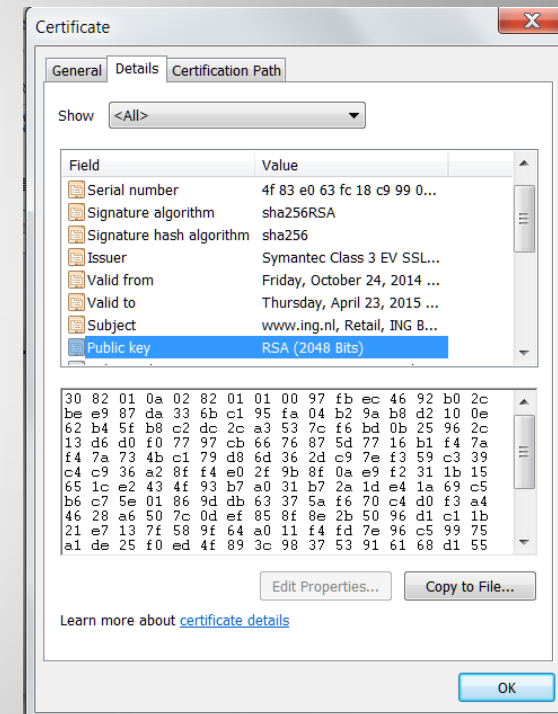 Certificate
General Details Certification Path
Show <All>
Field Value
Serial number 4f 83 e0 63 fc 18 c9 99 0...
Signature algorithm sha256RSA
Signature hash algorithm sha256
Issuer Symantec Class 3 EV SSL...
Valid from Friday, October 24, 2014 ...
Valid to Thursday, April 23, 2015 ...
Subject www.ing.nl, Retail, ING B...
Public key RSA (2048 Bits)
30 82 01 0a 02 82 01 01 00 97 fb ec 46 92 b0 2c
be e9 87 da 33 6b c1 95 fa 04 b2 9a b8 d2 10 0e
62 b4 5f b8 c2 dc 2c a3 53 7c f6 bd 0b 25 96 2c
13 d6 d0 f0 77 97 cb 66 76 87 5d 77 16 b1 f4 7a
f4 7a 73 4b c1 79 d8 6d 36 2d c9 7e f3 59 c3 39
c4 c9 36 a2 8f f4 e0 2f 9b 8f 0a e9 f2 31 1b 15
65 1c e2 43 4f 93 b7 a0 31 b7 2a 1d e4 1a 69 c5
b6 c7 5e 01 86 9d db 63 37 5a f6 70 c4 d0 f3 a4
46 28 a6 50 7c 0d ef 85 8f 8e 2b 50 96 d1 c1 1b
21 e7 13 7f 58 9f 64 a0 11 f4 fd 7e 96 c5 99 75
a1 de 25 f0 ed 4f 89 3c 98 37 53 91 61 68 d1 55
Edit Properties... Copy to File...
Learn more about certificate details
OK